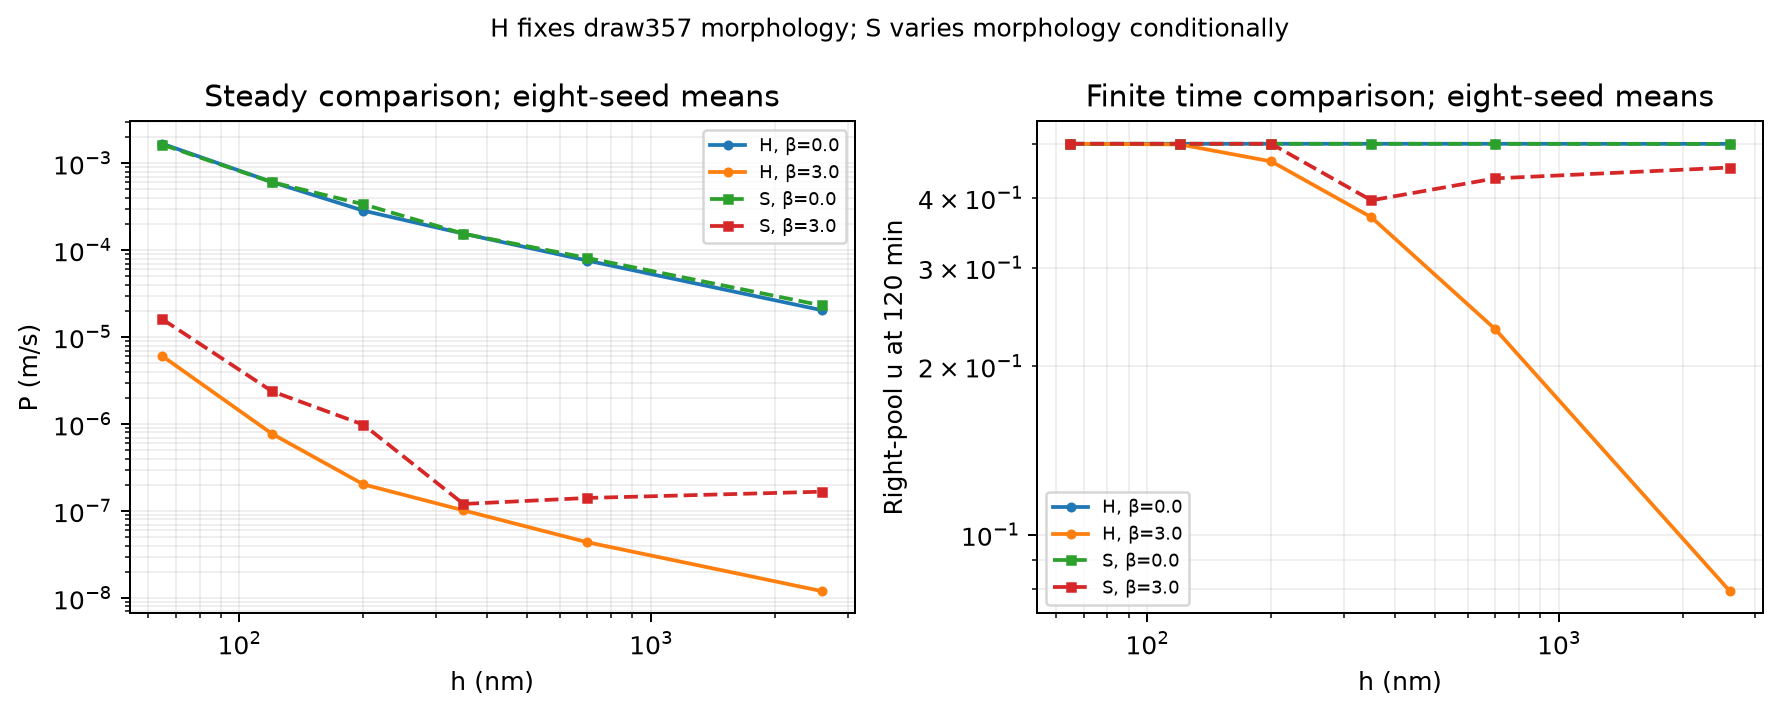 H fixes draw357 morphology; S varies morphology conditionally
Steady comparison; eight-seed means
P (m/s)
10⁻³
10⁻⁴
10⁻⁵
10⁻⁶
10⁻⁷
10⁻⁸
H, β=0.0
H, β=3.0
S, β=0.0
S, β=3.0
10²
10³
h (nm)
Finite time comparison; eight-seed means
Right-pool u at 120 min
4 × 10⁻¹
3 × 10⁻¹
2 × 10⁻¹
10⁻¹
H, β=0.0
H, β=3.0
S, β=0.0
S, β=3.0
10²
10³
h (nm)